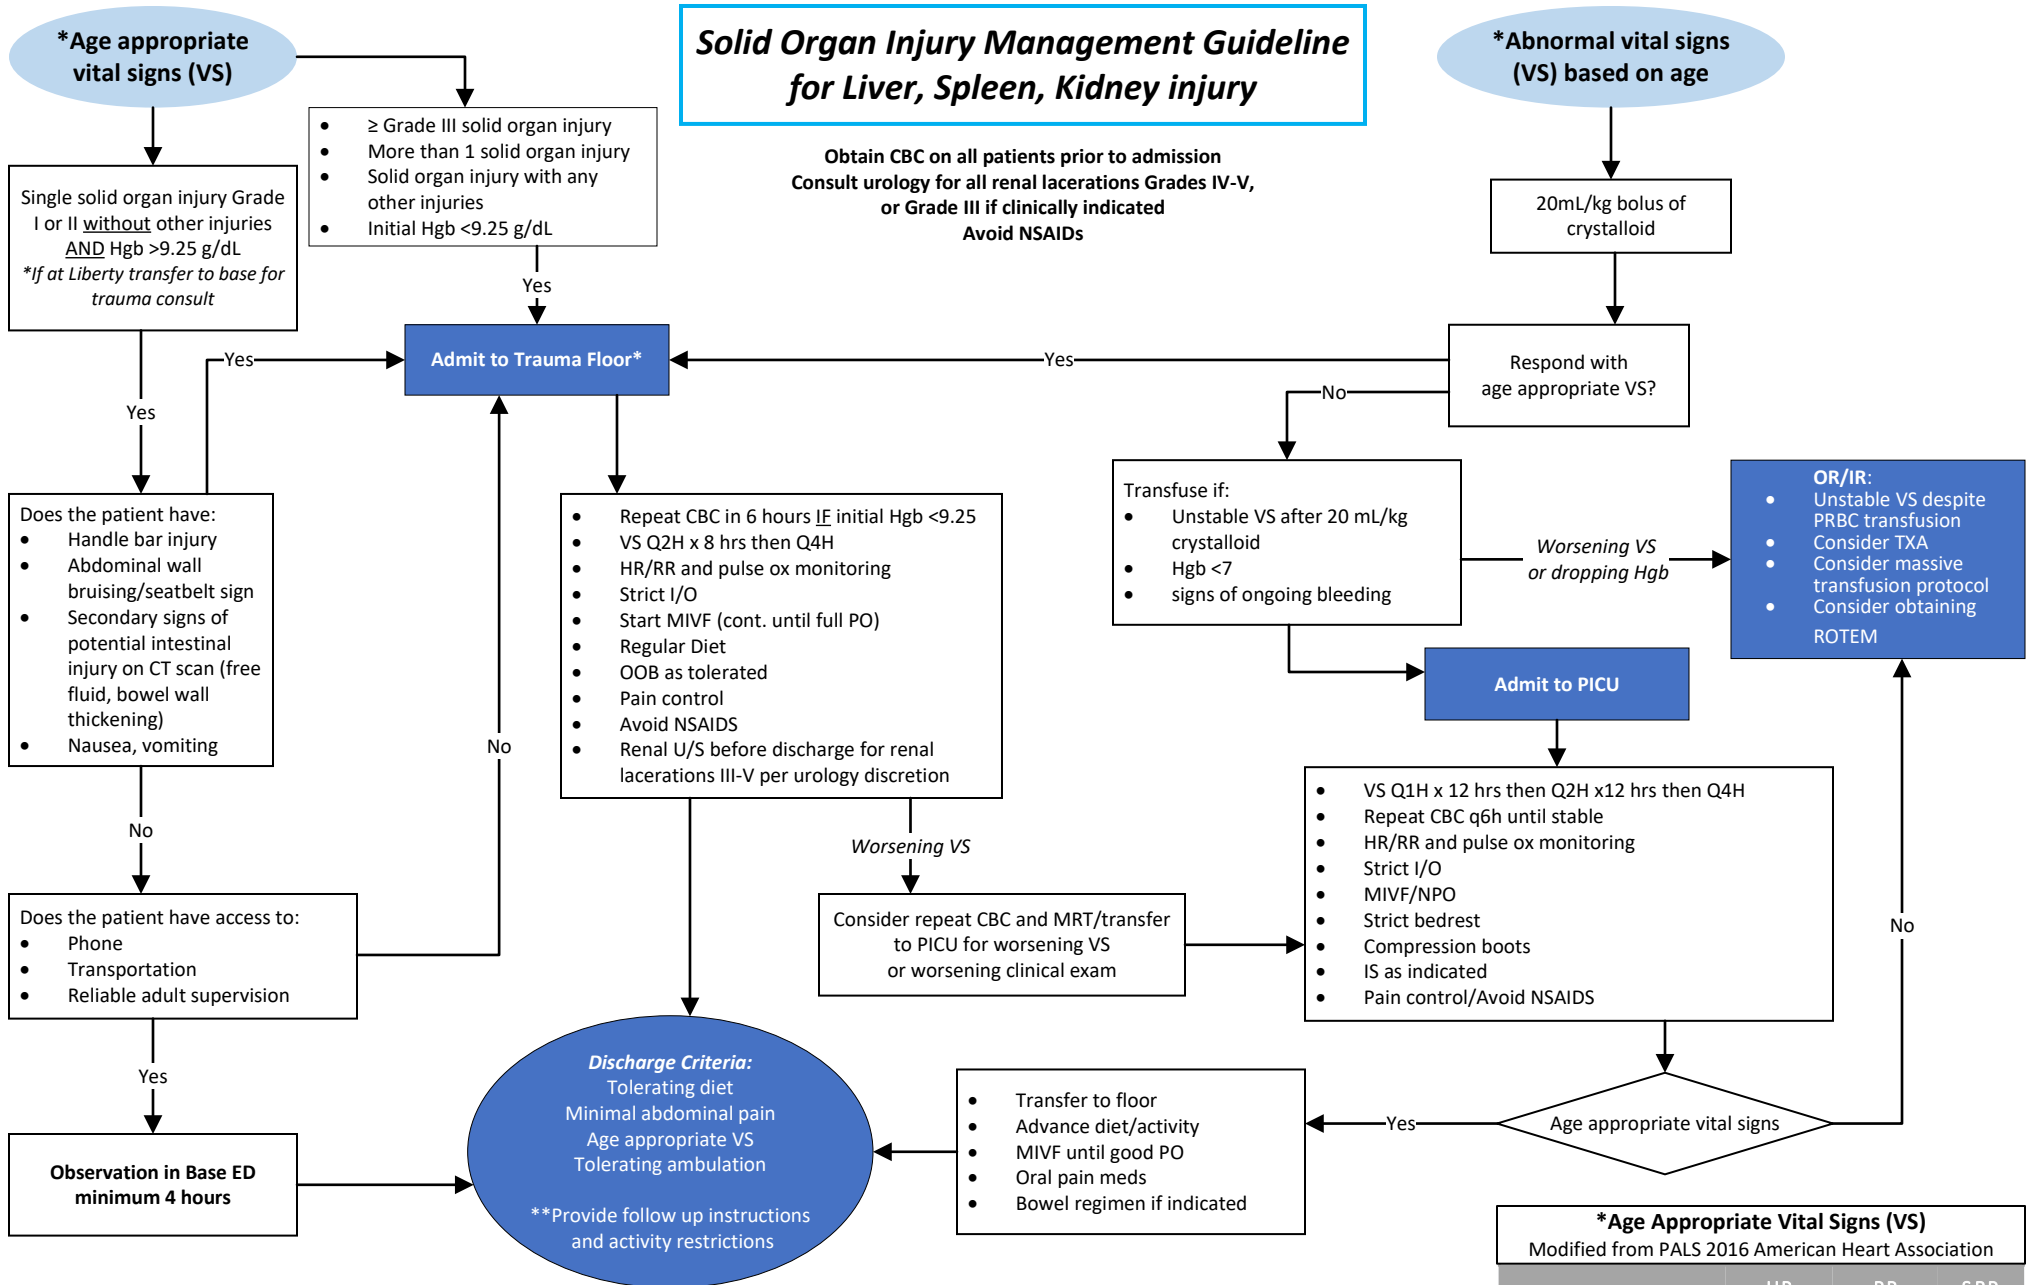 *Age appropriate
vital signs (VS)
Solid Organ Injury Management Guideline
for Liver, Spleen, Kidney injury
*Abnormal vital signs
(VS) based on age
Obtain CBC on all patients prior to admission
Consult urology for all renal lacerations Grades IV-V,
or Grade III if clinically indicated
Avoid NSAIDs
• ≥ Grade III solid organ injury
• More than 1 solid organ injury
• Solid organ injury with any
other injuries
• Initial Hgb <9.25 g/dL
Single solid organ injury Grade
I or II without other injuries
AND Hgb >9.25 g/dL
*If at Liberty transfer to base for
trauma consult
20mL/kg bolus of
crystalloid
Yes
Yes
Admit to Trauma Floor*
Yes
Respond with
age appropriate VS?
Yes
No
Does the patient have:
• Handle bar injury
• Abdominal wall
bruising/seatbelt sign
• Secondary signs of
potential intestinal
injury on CT scan (free
fluid, bowel wall
thickening)
• Nausea, vomiting
No
• Repeat CBC in 6 hours IF initial Hgb <9.25
• VS Q2H x 8 hrs then Q4H
• HR/RR and pulse ox monitoring
• Strict I/O
• Start MIVF (cont. until full PO)
• Regular Diet
• OOB as tolerated
• Pain control
• Avoid NSAIDS
• Renal U/S before discharge for renal
lacerations III-V per urology discretion
Transfuse if:
• Unstable VS after 20 mL/kg
crystalloid
• Hgb <7
• signs of ongoing bleeding
Worsening VS
or dropping Hgb
OR/IR:
• Unstable VS despite
PRBC transfusion
• Consider TXA
• Consider massive
transfusion protocol
• Consider obtaining
ROTEM
Admit to PICU
No
Worsening VS
• VS Q1H x 12 hrs then Q2H x12 hrs then Q4H
• Repeat CBC q6h until stable
• HR/RR and pulse ox monitoring
• Strict I/O
• MIVF/NPO
• Strict bedrest
• Compression boots
• IS as indicated
• Pain control/Avoid NSAIDS
No
Does the patient have access to:
• Phone
• Transportation
• Reliable adult supervision
Consider repeat CBC and MRT/transfer
to PICU for worsening VS
or worsening clinical exam
Yes
Discharge Criteria:
Tolerating diet
Minimal abdominal pain
Age appropriate VS
Tolerating ambulation
**Provide follow up instructions
and activity restrictions
• Transfer to floor
• Advance diet/activity
• MIVF until good PO
• Oral pain meds
• Bowel regimen if indicated
Yes
Age appropriate vital signs
Observation in Base ED
minimum 4 hours
*Age Appropriate Vital Signs (VS)
Modified from PALS 2016 American Heart Association